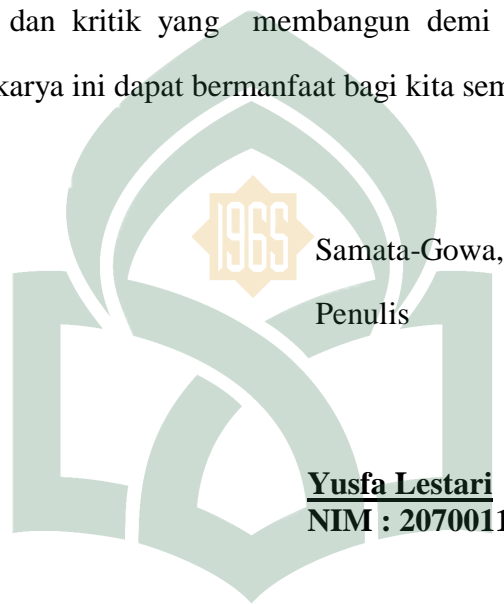 dan kritik yang membangun demi
karya ini dapat bermanfaat bagi kita sem
1965
Samata-Gowa,
Penulis
Yusfa Lestari
NIM : 2070011